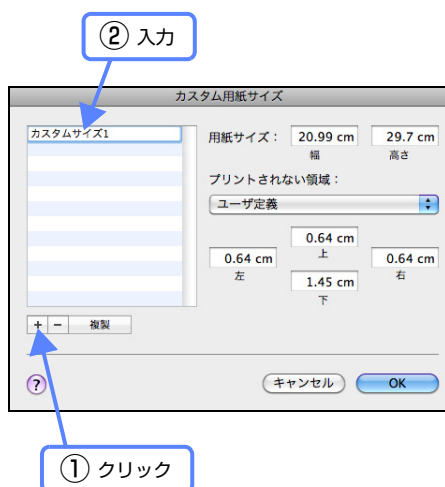 ② 入力
カスタム用紙サイズ
カスタムサイズ1
用紙サイズ： 20.99 cm 29.7 cm
幅 高さ
プリントされない領域：
ユーザ定義
0.64 cm
上
0.64 cm 0.64 cm
左 右
1.45 cm
下
+ − 複製
? キャンセル OK
① クリック